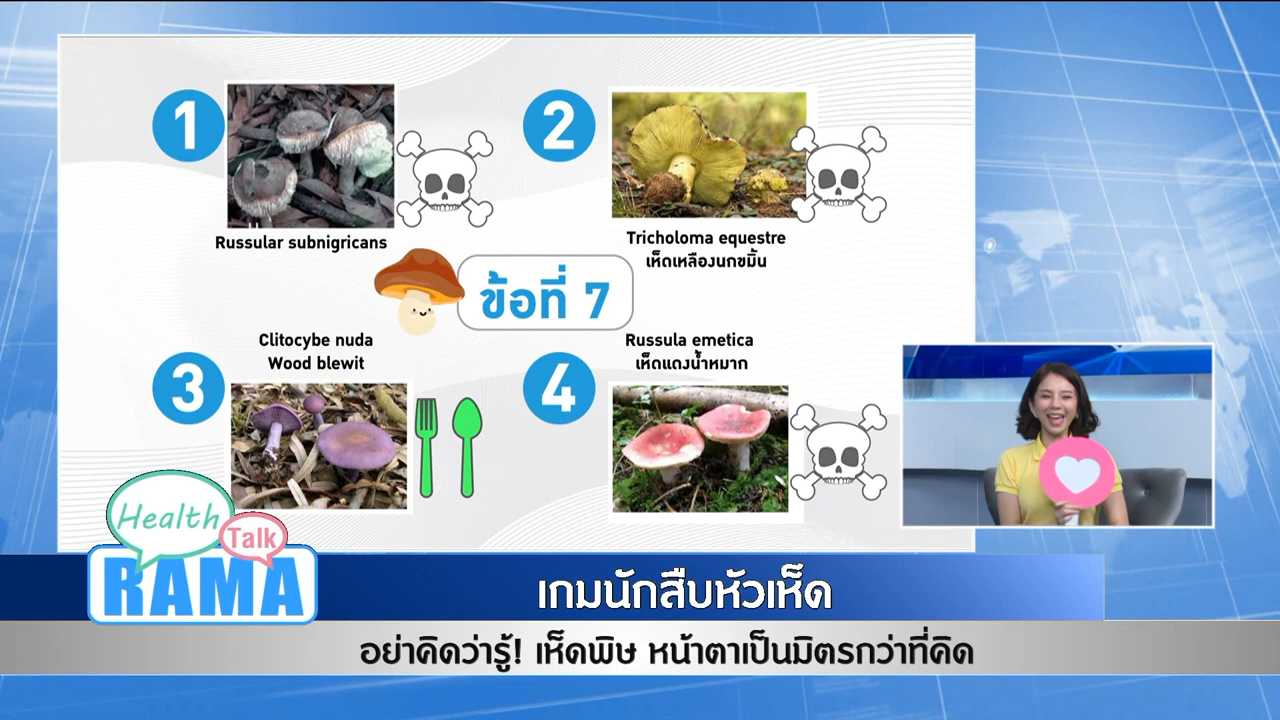 1
Russular subnigricans
2
Tricholoma equestre
เห็ดเหลืองนกขมิ้น
ข้อที่ 7
Clitocybe nuda
Wood blewit
3
Russula emetica
เห็ดแดงน้ำหมาก
4
Health
Talk
RAMA
เกมนักสืบหัวเห็ด
อย่าคิดว่ารู้! เห็ดพิษ หน้าตาเป็นมิตรกว่าที่คิด